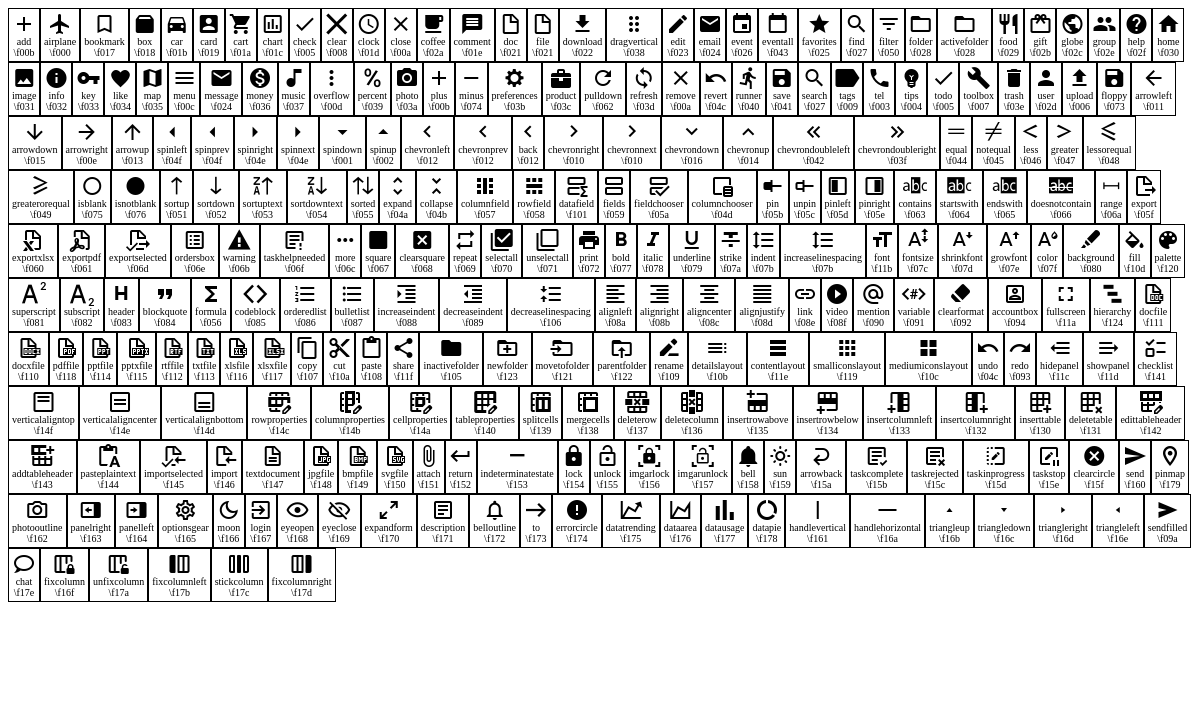 add airplane bookmark box car card cart chart check clear clock close coffee comment doc file download dragvertical edit email event eventall favorites find filter folder activefolder food gift globe group help home
\f00b \f000 \f017 \f018 \f01b \f019 \f01a \f01c \f005 \f008 \f01d \f00a \f02a \f01e \f021 \f021 \f022 \f038 \f023 \f024 \f026 \f043 \f025 \f027 \f050 \f028 \f028 \f029 \f02b \f02c \f02e \f02f \f030
image info key like map menu message money music overflow percent photo plus minus preferences product pulldown refresh remove revert runner save search tags tel tips todo toolbox trash user upload floppy arrowleft
\f031 \f032 \f033 \f034 \f035 \f00c \f024 \f036 \f037 \f00d \f039 \f03a \f00b \f074 \f03b \f03c \f062 \f03d \f00a \f04c \f040 \f041 \f027 \f009 \f003 \f004 \f005 \f007 \f03e \f02d \f006 \f073 \f011
arrowdown arrowright arrowup spinleft spinprev spinright spinnext spindown spinup chevronleft chevronprev back chevronright chevronnext chevrondown chevronup chevrondoubleleft chevrondoubleright equal notequal less greater lessorequal
\f015 \f00e \f013 \f04f \f04f \f04e \f04e \f001 \f002 \f012 \f012 \f012 \f010 \f010 \f016 \f014 \f042 \f03f \f044 \f045 \f046 \f047 \f048
greaterorequal isblank isnotblank sortup sortdown sortuptext sortdowntext sorted expand collapse columnfield rowfield datafield fields fieldchooser columnchooser pin unpin pinleft pinright contains startswith endswith doesnotcontain range export
\f049 \f075 \f076 \f051 \f052 \f053 \f054 \f055 \f04a \f04b \f057 \f058 \f101 \f059 \f05a \f04d \f05b \f05c \f05d \f05e \f063 \f064 \f065 \f066 \f06a \f05f
exportxlsx exportpdf exportselected ordersbox warning taskhelpneeded more square clearsquare repeat selectall unselectall print bold italic underline strike indent increaselinespacing font fontsize shrinkfont growfont color background fill palette
\f060 \f061 \f06d \f06e \f06b \f06f \f06c \f067 \f068 \f069 \f070 \f071 \f072 \f077 \f078 \f079 \f07a \f07b \f07b \f11b \f07c \f07d \f07e \f07f \f080 \f10d \f120
superscript subscript header blockquote formula codeblock orderedlist bulletlist increaseindent decreaseindent decreaselinespacing alignleft alignright aligncenter alignjustify link video mention variable clearformat accountbox fullscreen hierarchy docfile
\f081 \f082 \f083 \f084 \f056 \f085 \f086 \f087 \f088 \f089 \f106 \f08a \f08b \f08c \f08d \f08e \f08f \f090 \f091 \f092 \f094 \f11a \f124 \f111
docxfile pdffile pptfile pptxfile rtffile txtfile xlsfile xlsxfile copy cut paste share inactivefolder newfolder movetofolder parentfolder rename detailslayout contentlayout smalliconslayout mediumiconslayout undo redo hidepanel showpanel checklist
\f110 \f118 \f114 \f115 \f112 \f113 \f116 \f117 \f107 \f10a \f108 \f11f \f105 \f123 \f121 \f122 \f109 \f10b \f11e \f119 \f10c \f04c \f093 \f11c \f11d \f141
verticalaligntop verticalaligncenter verticalalignbottom rowproperties columnproperties cellproperties tableproperties splitcells mergecells deleterow deletecolumn insertrowabove insertrowbelow insertcolumnleft insertcolumnright inserttable deletetable edittableheader
\f14f \f14e \f14d \f14c \f14b \f14a \f140 \f139 \f138 \f137 \f136 \f135 \f134 \f133 \f132 \f130 \f131 \f142
addtableheader pasteplaintext importselected import textdocument jpgfile bmpfile svgfile attach return indeterminatestate lock unlock imgarlock imgarunlock bell sun arrowback taskcomplete taskrejected taskinprogress taskstop clearcircle send pinmap
\f143 \f144 \f145 \f146 \f147 \f148 \f149 \f150 \f151 \f152 \f153 \f154 \f155 \f156 \f157 \f158 \f159 \f15a \f15b \f15c \f15d \f15e \f15f \f160 \f179
photooutline panelright panelleft optionsgear moon login eyeopen eyeclose expandform description belloutline to errorcircle datatrending dataarea datausage datapie handlevertical handlehorizontal triangleup triangledown triangleright triangleleft sendfilled
\f162 \f163 \f164 \f165 \f166 \f167 \f168 \f169 \f170 \f171 \f172 \f173 \f174 \f175 \f176 \f177 \f178 \f161 \f16a \f16b \f16c \f16d \f16e \f09a
chat fixcolumn unfixcolumn fixcolumnleft stickcolumn fixcolumnright
\f17e \f16f \f17a \f17b \f17c \f17d